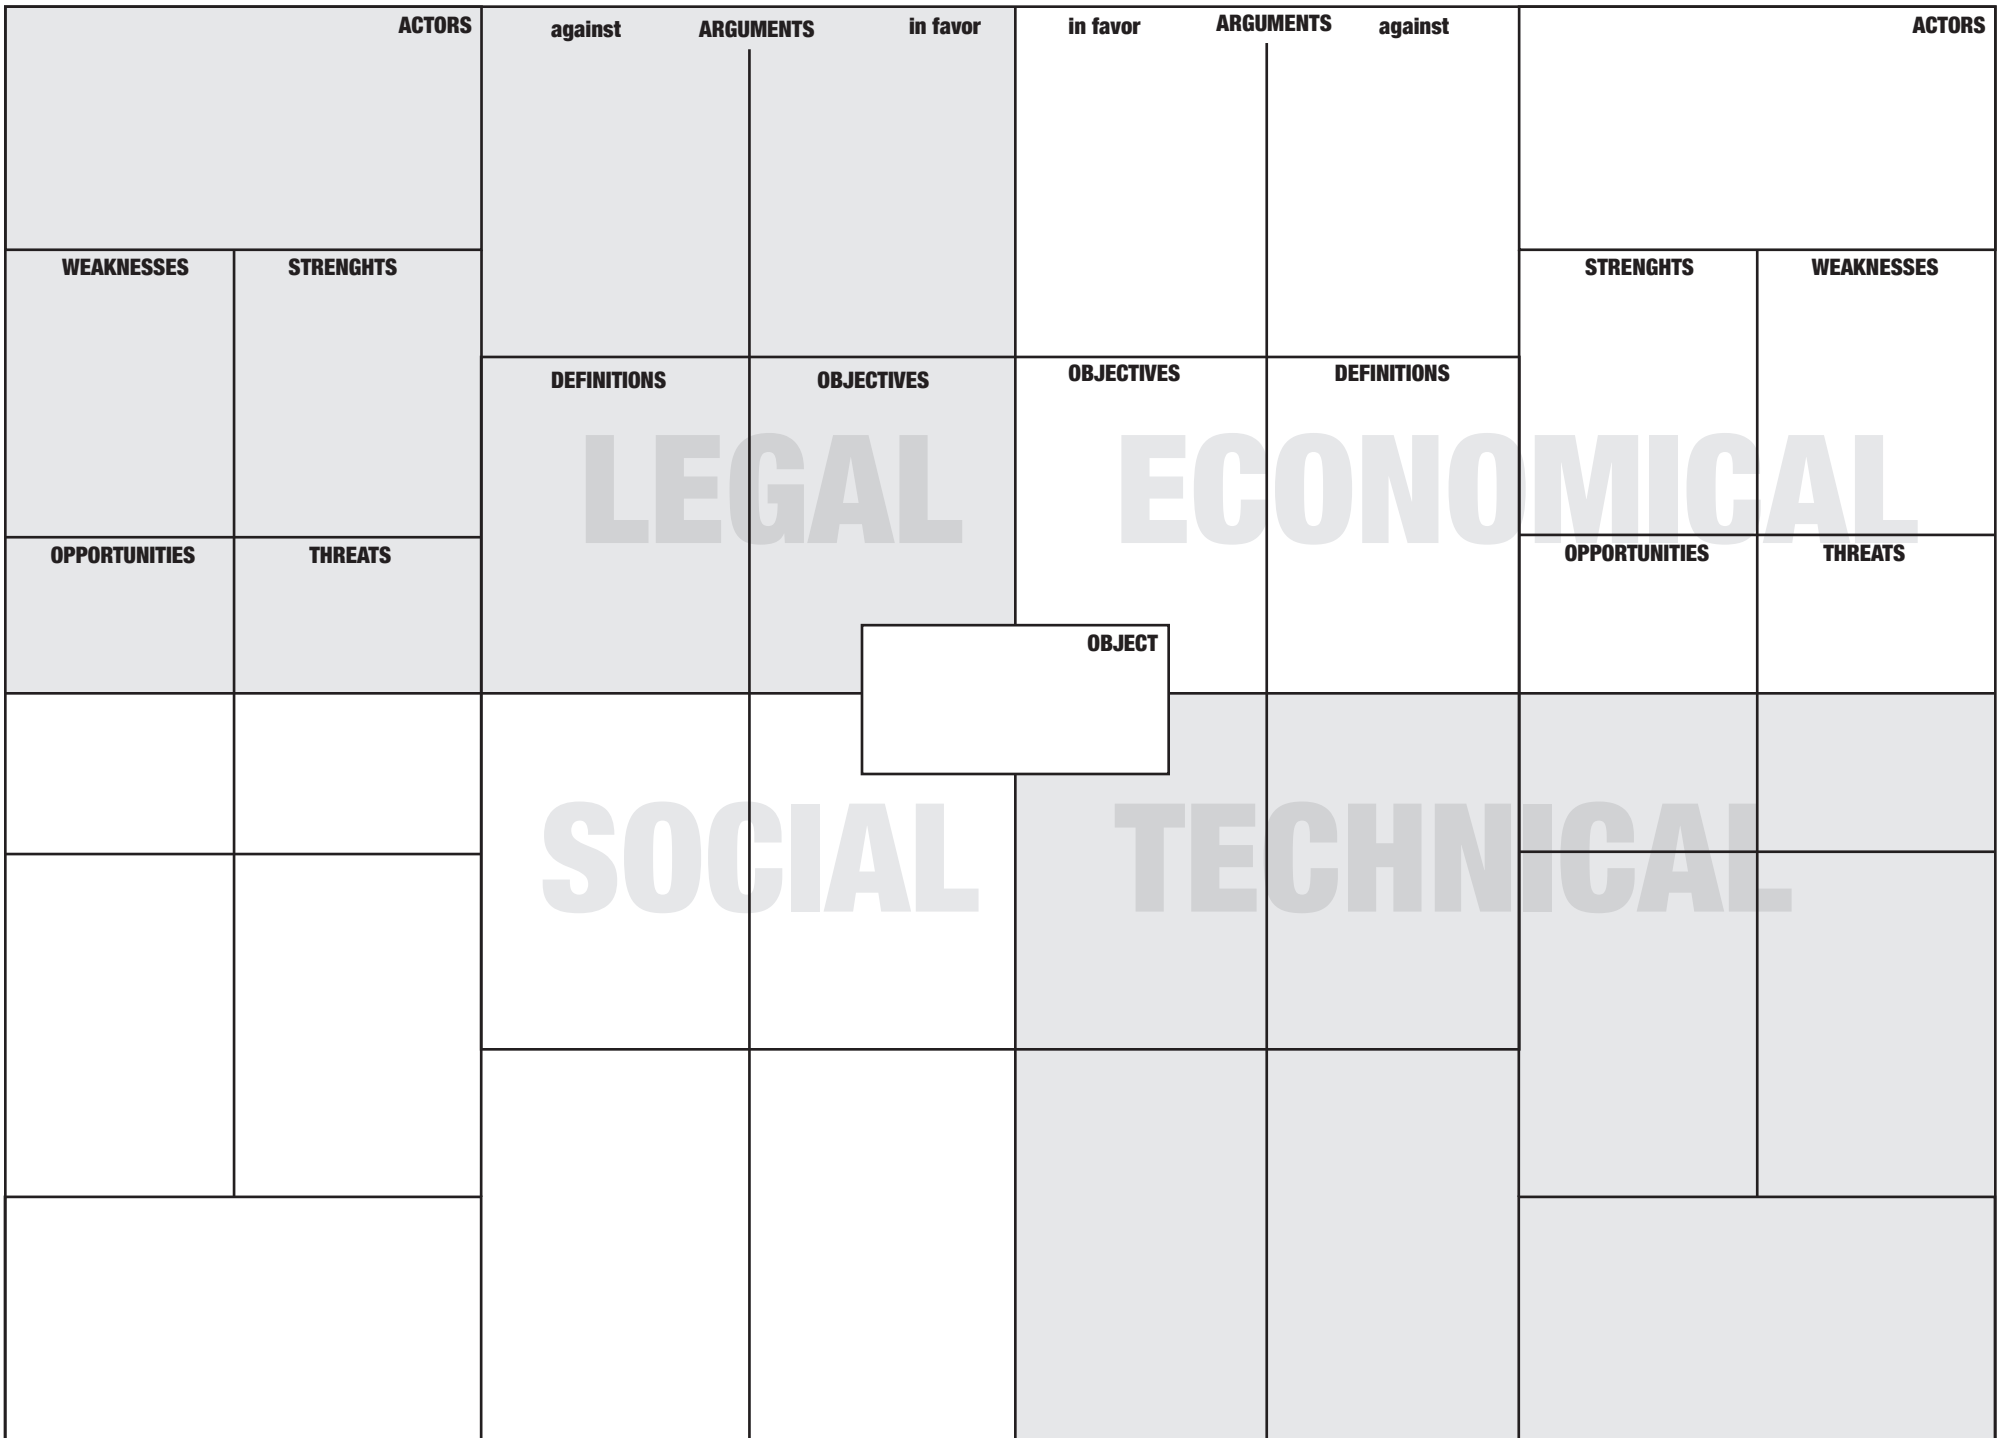 ACTORS
against ARGUMENTS in favor
in favor ARGUMENTS against
ACTORS
WEAKNESSES STRENGHTS
STRENGHTS WEAKNESSES
DEFINITIONS OBJECTIVES
OBJECTIVES DEFINITIONS
LEGAL
ECONOMICAL
OPPORTUNITIES THREATS
OPPORTUNITIES THREATS
OBJECT
SOCIAL
TECHNICAL